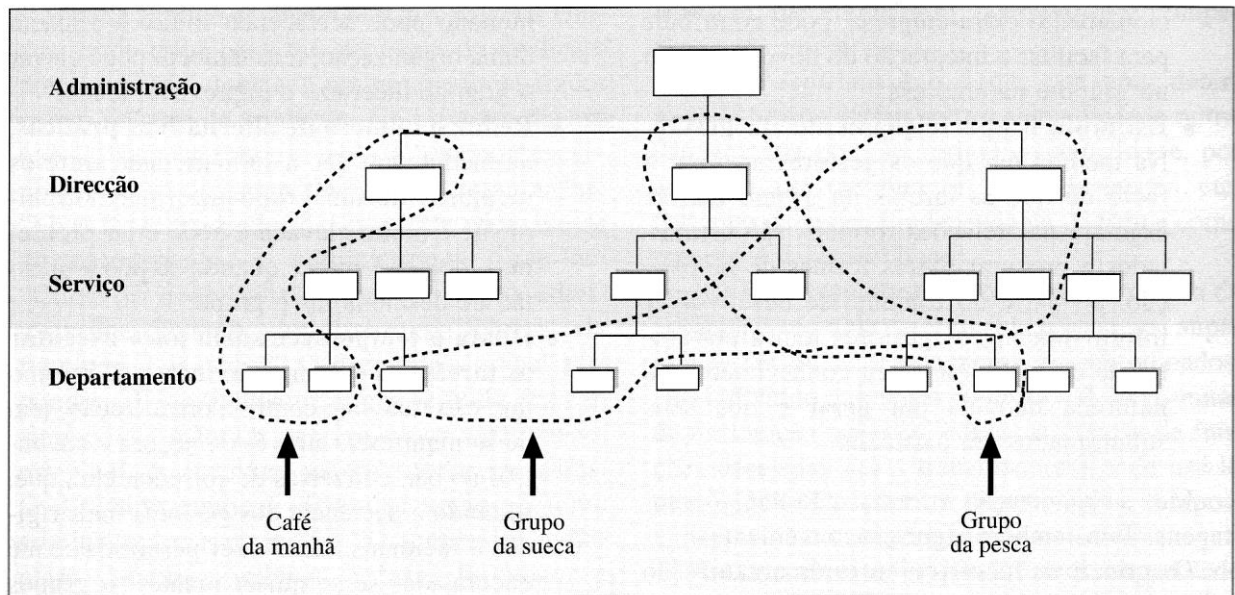 Administração
Direcção
Serviço
Departamento
Café
da manhã
Grupo
da sueca
Grupo
da pesca